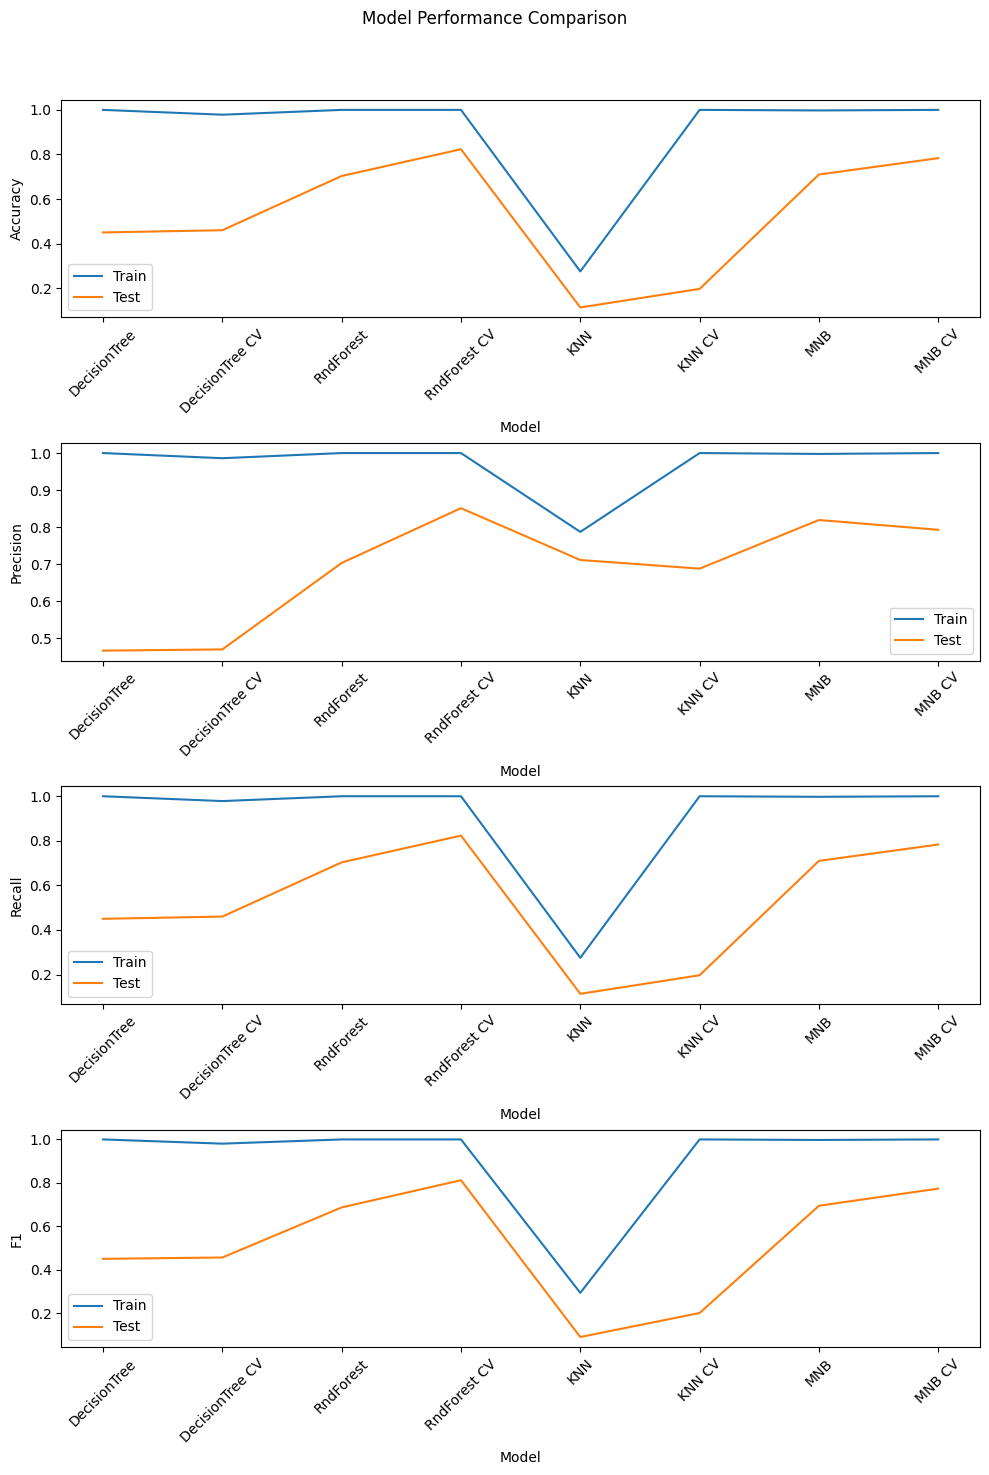 Model Performance Comparison
Accuracy
1.0
0.8
0.6
0.4
0.2
Train
Test
DecisionTree
DecisionTree CV
RndForest
RndForest CV
KNN
KNN CV
MNB
MNB CV
Model
Precision
1.0
0.9
0.8
0.7
0.6
0.5
Train
Test
DecisionTree
DecisionTree CV
RndForest
RndForest CV
KNN
KNN CV
MNB
MNB CV
Model
Recall
1.0
0.8
0.6
0.4
0.2
Train
Test
DecisionTree
DecisionTree CV
RndForest
RndForest CV
KNN
KNN CV
MNB
MNB CV
Model
F1
1.0
0.8
0.6
0.4
0.2
Train
Test
DecisionTree
DecisionTree CV
RndForest
RndForest CV
KNN
KNN CV
MNB
MNB CV
Model